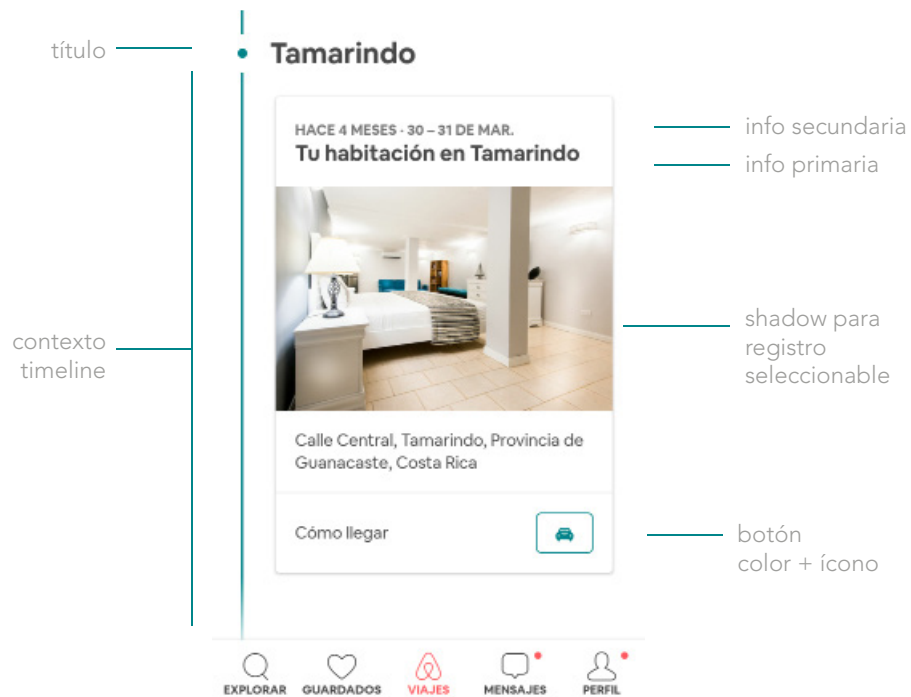 título
Tamarindo
HACE 4 MESES · 30 – 31 DE MAR.
info secundaria
Tu habitación en Tamarindo
info primaria
contexto
timeline
shadow para
registro
seleccionable
Calle Central, Tamarindo, Provincia de
Guanacaste, Costa Rica
Cómo llegar
botón
color + ícono
EXPLORAR GUARDADOS VIAJES MENSAJES PERFIL